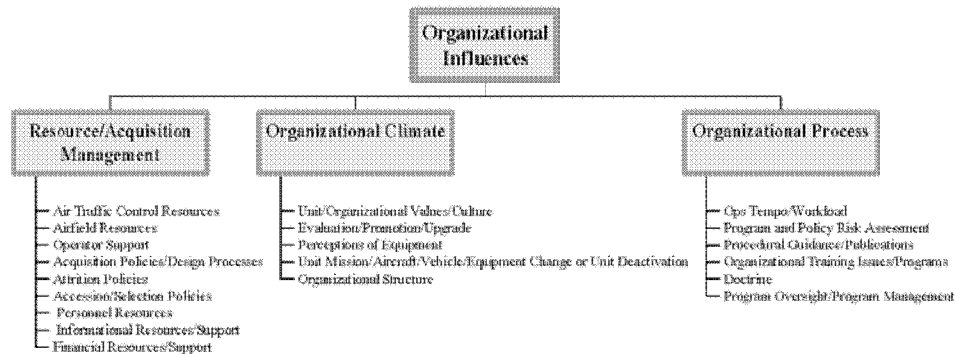 Organizational
Influences
Resource/Acquisition
Management
Air Traffic Control Resources
Airfield Resources
Operator Support
Acquisition Policies/Design Processes
Attrition Policies
Accession/Selection Policies
Personnel Resources
Informational Resources/Support
Financial Resources/Support
Organizational Climate
Unit/Organizational Values/Culture
Evaluation/Promotion/Upgrade
Perceptions of Equipment
Unit Mission/Aircraft/Vehicle/Equipment Change or Unit Deactivation
Organizational Structure
Organizational Process
Ops Tempo/Workload
Program and Policy Risk Assessment
Procedural Guidance/Publications
Organizational Training Issues/Programs
Doctrine
Program Oversight/Program Management